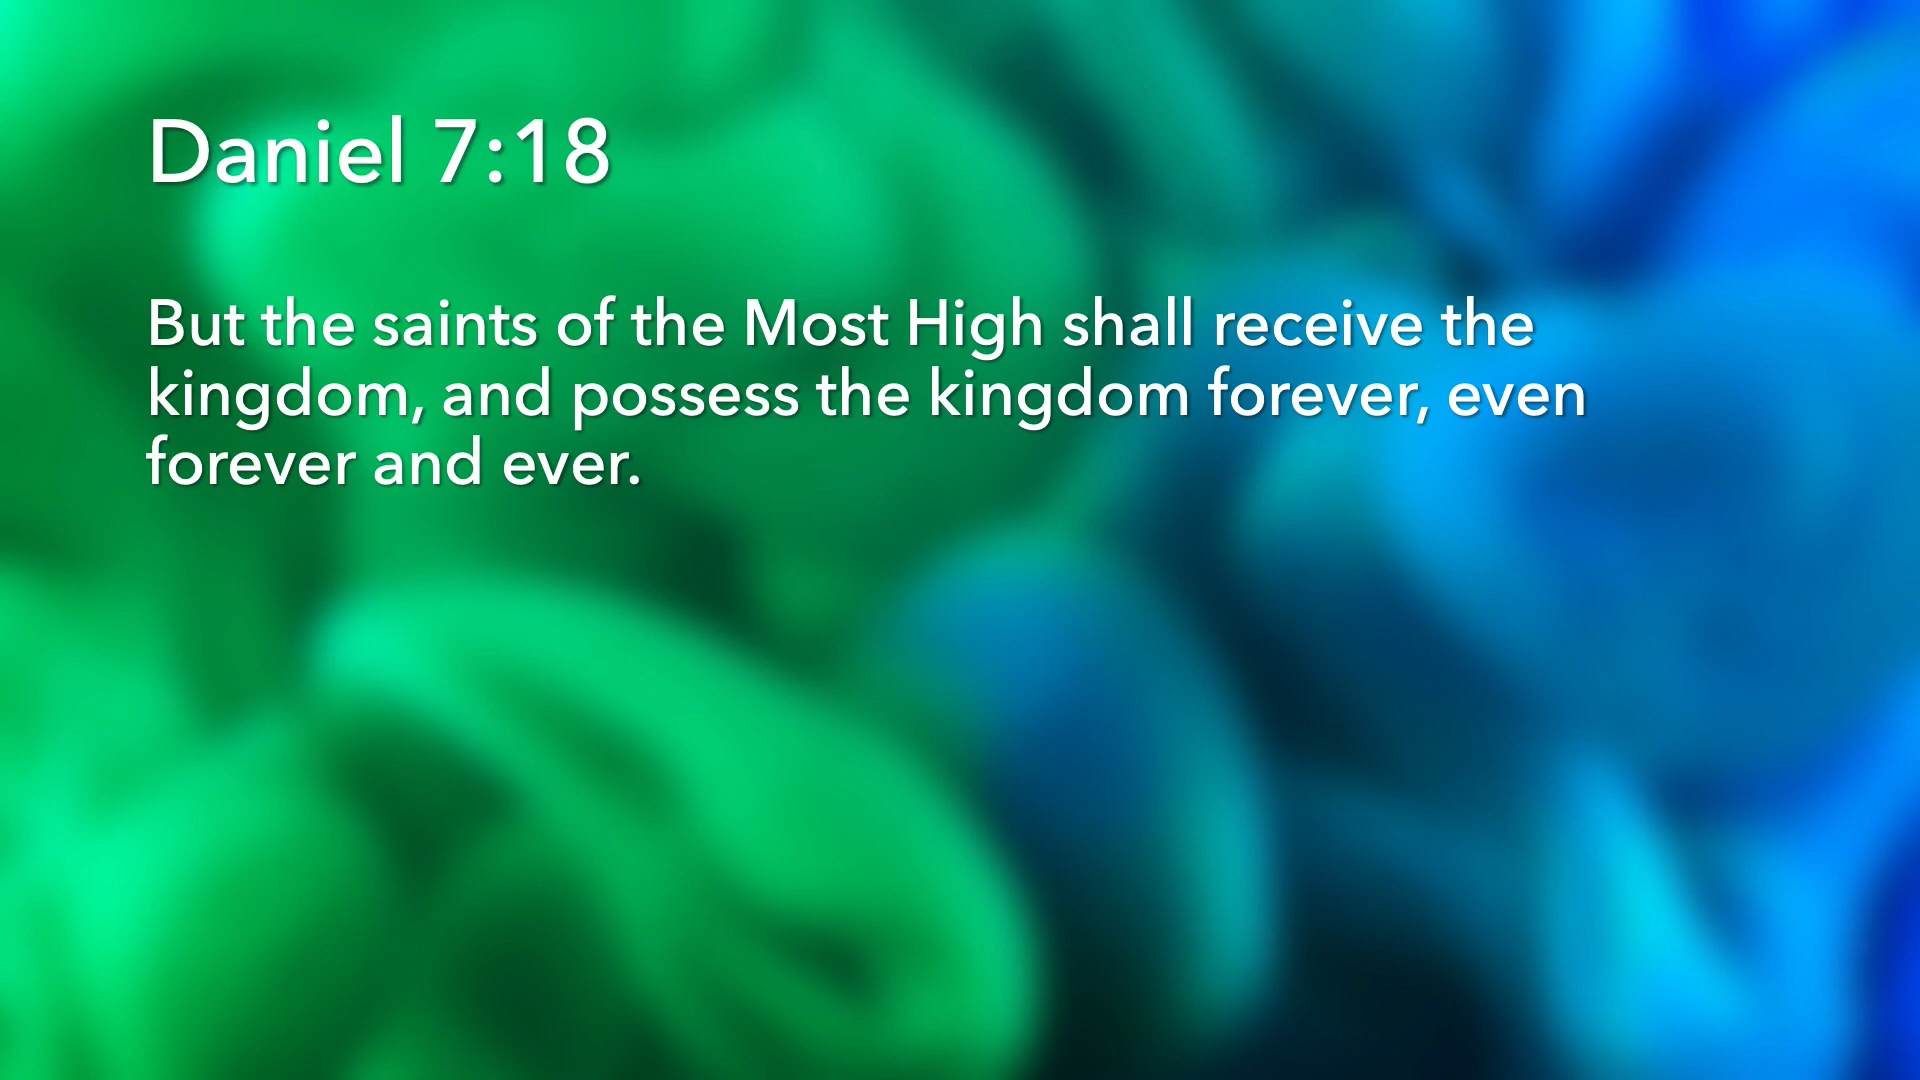 Daniel 7:18
But the saints of the Most High shall receive the
kingdom, and possess the kingdom forever, even
forever and ever.